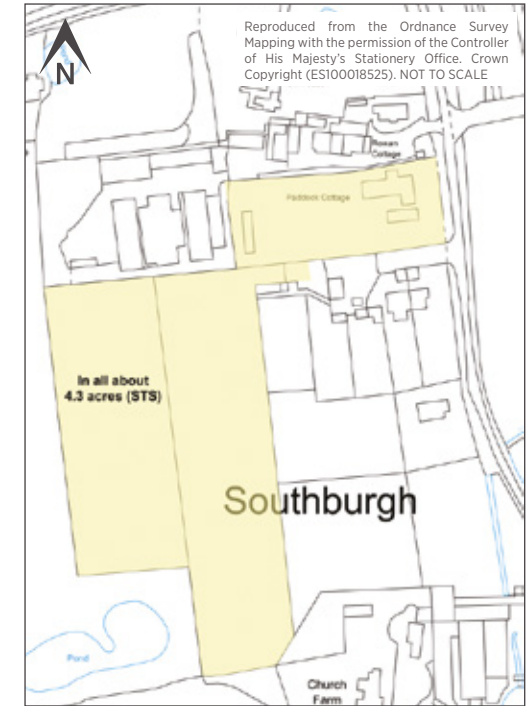 Reproduced from the Ordnance Survey
Mapping with the permission of the Controller
of His Majesty's Stationery Office. Crown
Copyright (ES100018525). NOT TO SCALE
N
Rowan
Cottage
Paddock Cottage
In all about
4.3 acres (STS)
Southburgh
Pond
Church
Farm